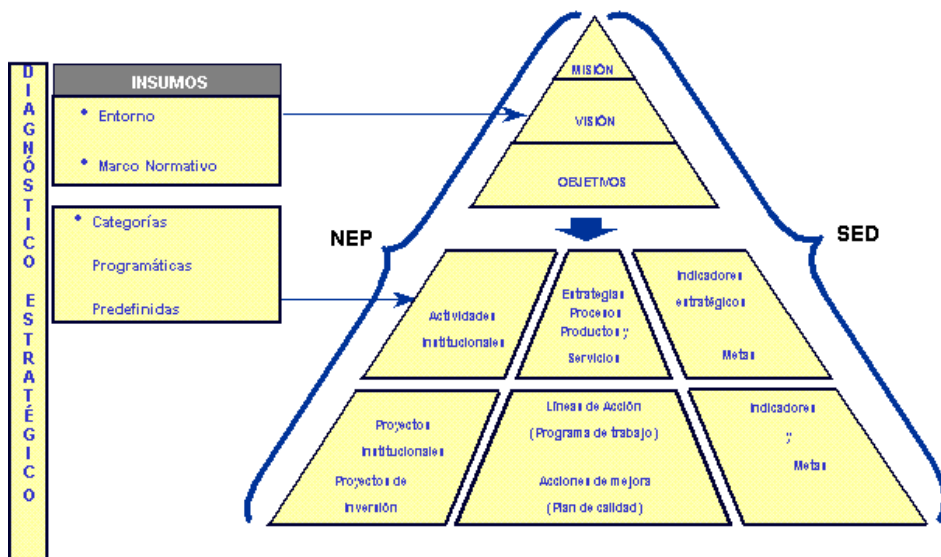 DIAGNÓSTICO ESTRATÉGICO
INSUMOS
• Entorno
• Marco Normativo
• Categorías
Programáticas
Predefinidas
NEP
SED
MISIÓN
VISIÓN
OBJETIVOS
Actividades
Institucionales
Estrategias
Procesos
Productos y
Servicios
Indicadores
estratégicos
Metas
Proyectos
Institucionales
Proyectos de
Inversión
Líneas de Acción
(Programa de trabajo)
Acciones de mejora
(Plan de calidad)
Indicadores
y
Metas